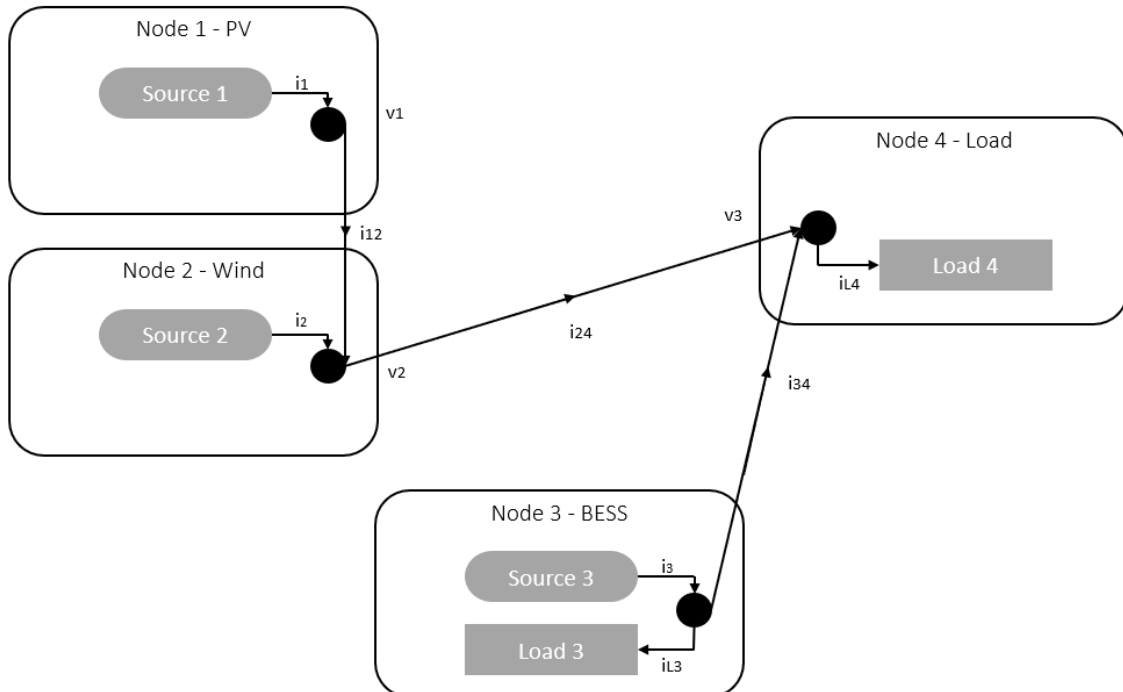 Node 1 - PV
Source 1
i1
v1
i12
Node 2 - Wind
Source 2
i2
v2
i24
Node 4 - Load
v3
Load 4
iL4
i34
Node 3 - BESS
Source 3
i3
Load 3
iL3